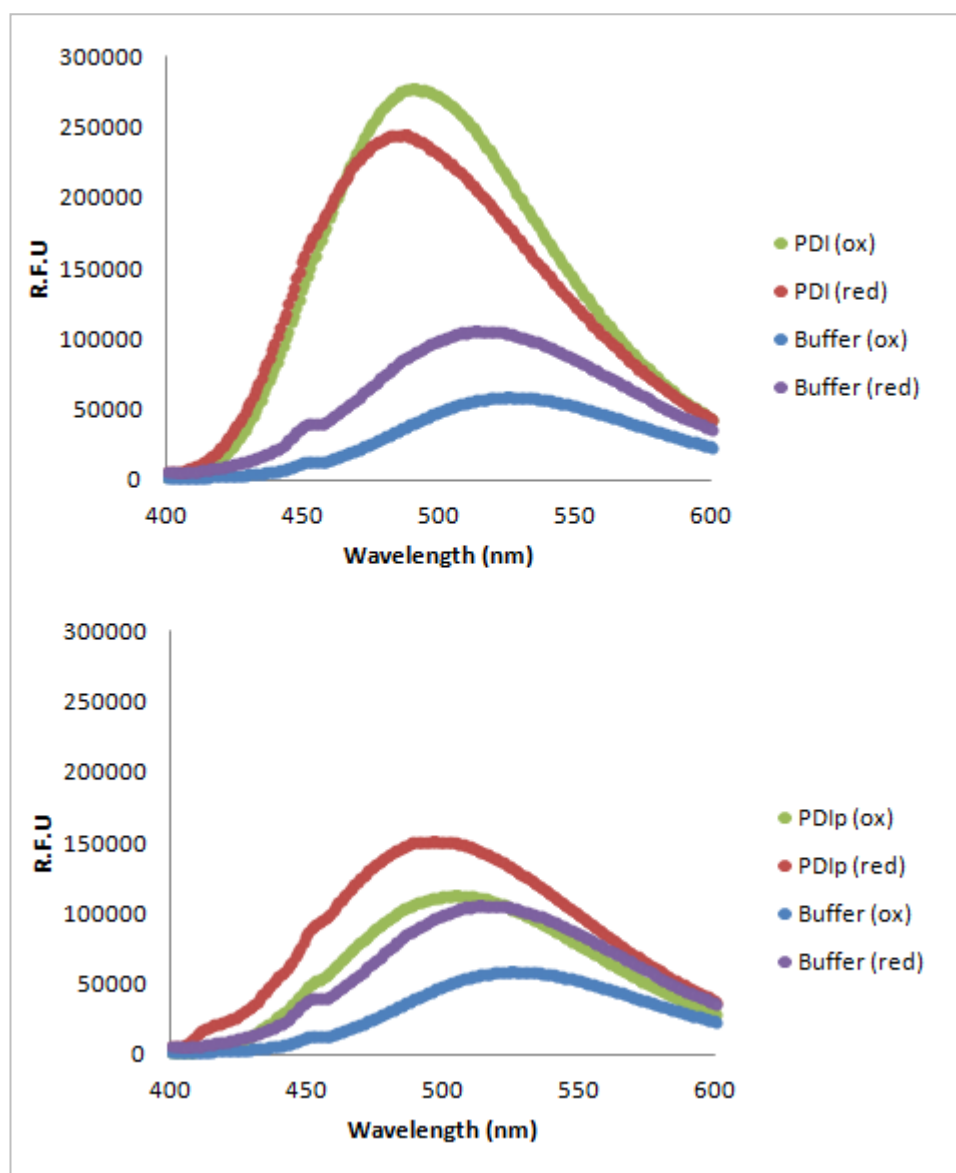 300000
250000
200000
150000
100000
50000
0
R.F.U
400 450 500 550 600
Wavelength (nm)
PDI (ox)
PDI (red)
Buffer (ox)
Buffer (red)
300000
250000
200000
150000
100000
50000
0
R.F.U
400 450 500 550 600
Wavelength (nm)
PDIp (ox)
PDIp (red)
Buffer (ox)
Buffer (red)